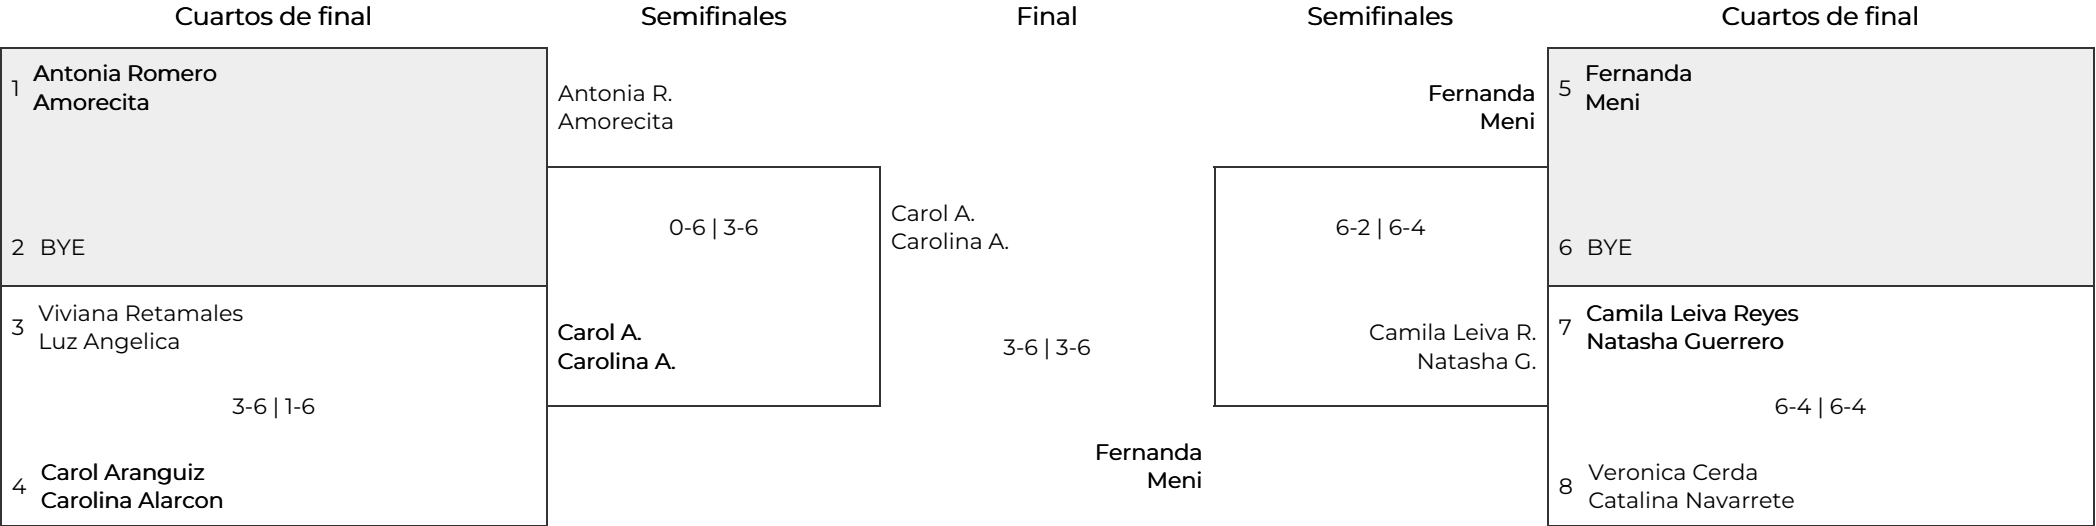 Cuartos de final
Semifinales
Final
Semifinales
Cuartos de final
1
Antonia Romero
Amorecita
2 BYE
3
Viviana Retamales
Luz Angelica
3-6 | 1-6
4
Carol Aranguiz
Carolina Alarcon
Antonia R.
Amorecita
0-6 | 3-6
Carol A.
Carolina A.
Carol A.
Carolina A.
3-6 | 3-6
Fernanda
Meni
Fernanda
Meni
6-2 | 6-4
Camila Leiva R.
Natasha G.
5
Fernanda
Meni
6 BYE
7
Camila Leiva Reyes
Natasha Guerrero
6-4 | 6-4
8
Veronica Cerda
Catalina Navarrete